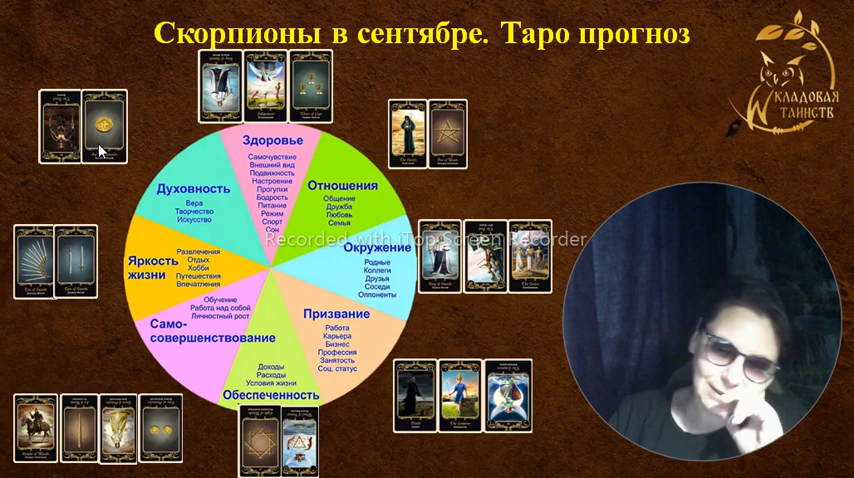 Скорпионы в сентябре. Таро прогноз
КЛАДОВАЯ
ТАИНСТВ
Здоровье
Самочувствие
Внешний вид
Подвижность
Настроение
Прогулки
Бодрость
Питание
Режим
Спорт
Сон
Отношения
Общение
Дружба
Любовь
Семья
Окружение
Родные
Коллеги
Друзья
Соседи
Оппоненты
Призвание
Работа
Карьера
Бизнес
Профессия
Занятость
Соц. статус
Доходы
Расходы
Условия жизни
Обеспеченность
Обучение
Работа над собой
Личностный рост
Само-
совершенствование
Яркость
жизни
Развлечения
Отдых
Хобби
Путешествия
Впечатления
Духовность
Вера
Творчество
Искусство
Recorded with iTop Screen Recorder